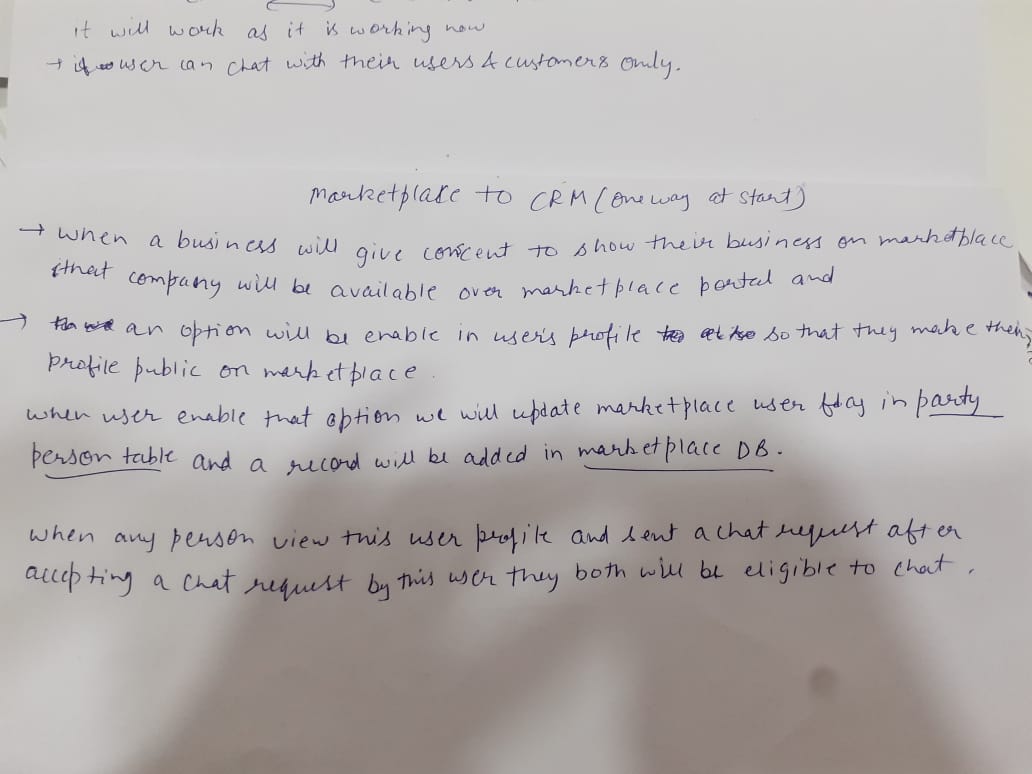 it will work as it is working now
→ user can chat with their users & customers only.
Marketplace to CRM (one way at start)
→ when a business will give concent to show their business on marketplace
that company will be available over marketplace portal and
→ an option will be enable in user's profile so that they make their
profile public on marketplace.
when user enable that option we will update marketplace user flag in party
person table and a record will be added in marketplace DB.
when any person view this user profile and sent a chat request after
accepting a chat request by this user they both will be eligible to chat.